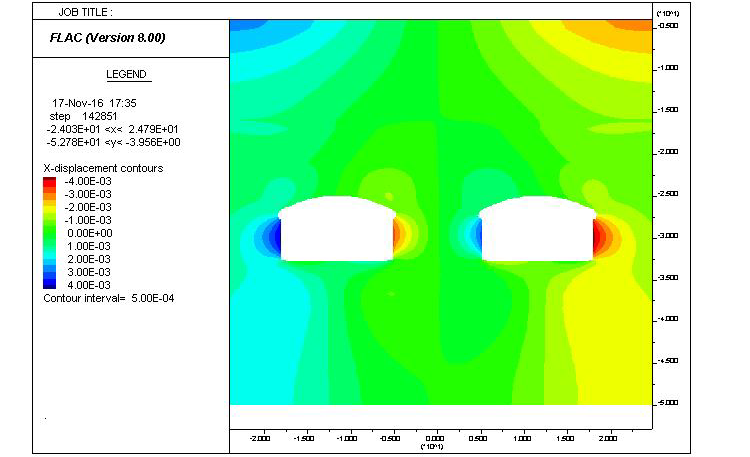 JOB TITLE :
FLAC (Version 8.00)
LEGEND
17-Nov-16 17:35
step 142851
-2.403E+01 <x< 2.479E+01
-5.278E+01 <y< -3.956E+00
X-displacement contours
-4.00E-03
-3.00E-03
-2.00E-03
-1.00E-03
0.00E+00
1.00E-03
2.00E-03
3.00E-03
4.00E-03
Contour interval= 5.00E-04
(*10^1)
-0.500
-1.000
-1.500
-2.000
-2.500
-3.000
-3.500
-4.000
-4.500
-5.000
-2.000 -1.500 -1.000 -0.500 0.000 0.500 1.000 1.500 2.000
(*10^1)